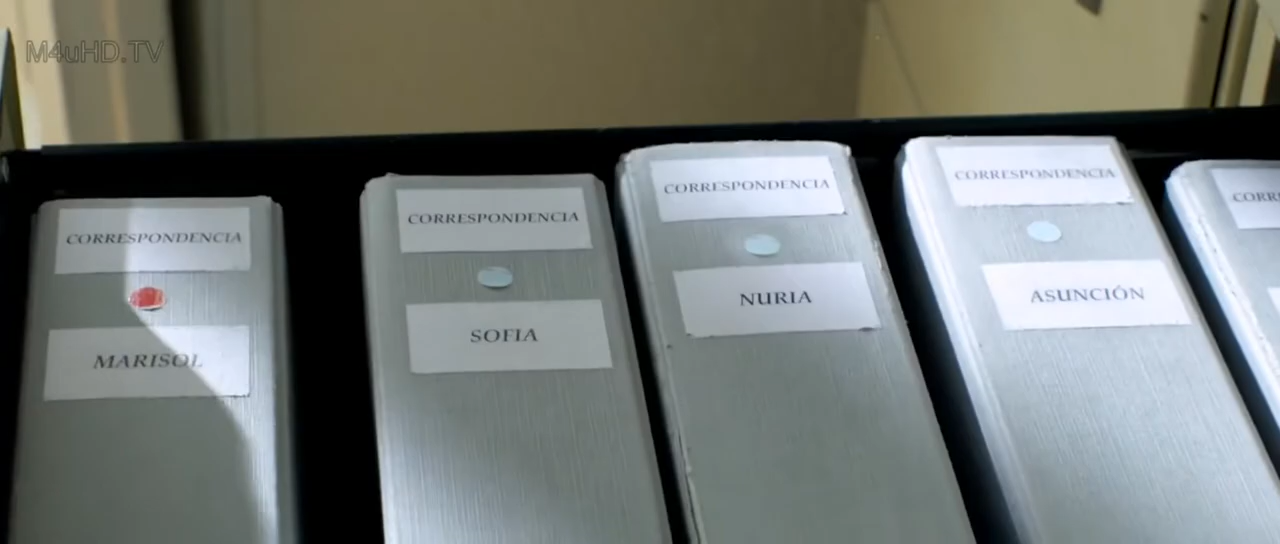 M4uHD.TV
CORRESPONDENCIA
MARISOL
CORRESPONDENCIA
SOFIA
CORRESPONDENCIA
NURIA
CORRESPONDENCIA
ASUNCIÓN